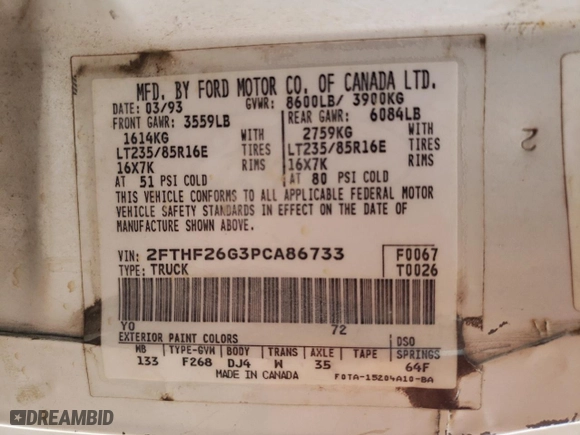 MFD. BY FORD MOTOR CO. OF CANADA LTD.
DATE: 03/93 GVWR: 8600LB/ 3900KG
FRONT GAWR: 3559LB REAR GAWR: 6084LB
1614KG WITH 2759KG WITH
LT235/85R16E TIRES LT235/85R16E TIRES
16X7K RIMS 16X7K RIMS
AT 51 PSI COLD AT 80 PSI COLD
THIS VEHICLE CONFORMS TO ALL APPLICABLE FEDERAL MOTOR
VEHICLE SAFETY STANDARDS IN EFFECT ON THE DATE OF
MANUFACTURE SHOWN ABOVE.
VIN: 2FTHF26G3PCA86733 F0067
TYPE: TRUCK T0026
YO 72
EXTERIOR PAINT COLORS DSO
WB TYPE-GVM BODY TRANS AXLE TAPE SPRINGS
133 F268 DJ4 W 35 64F
MADE IN CANADA F0TA-15204A10-BA
2
DREAMBID